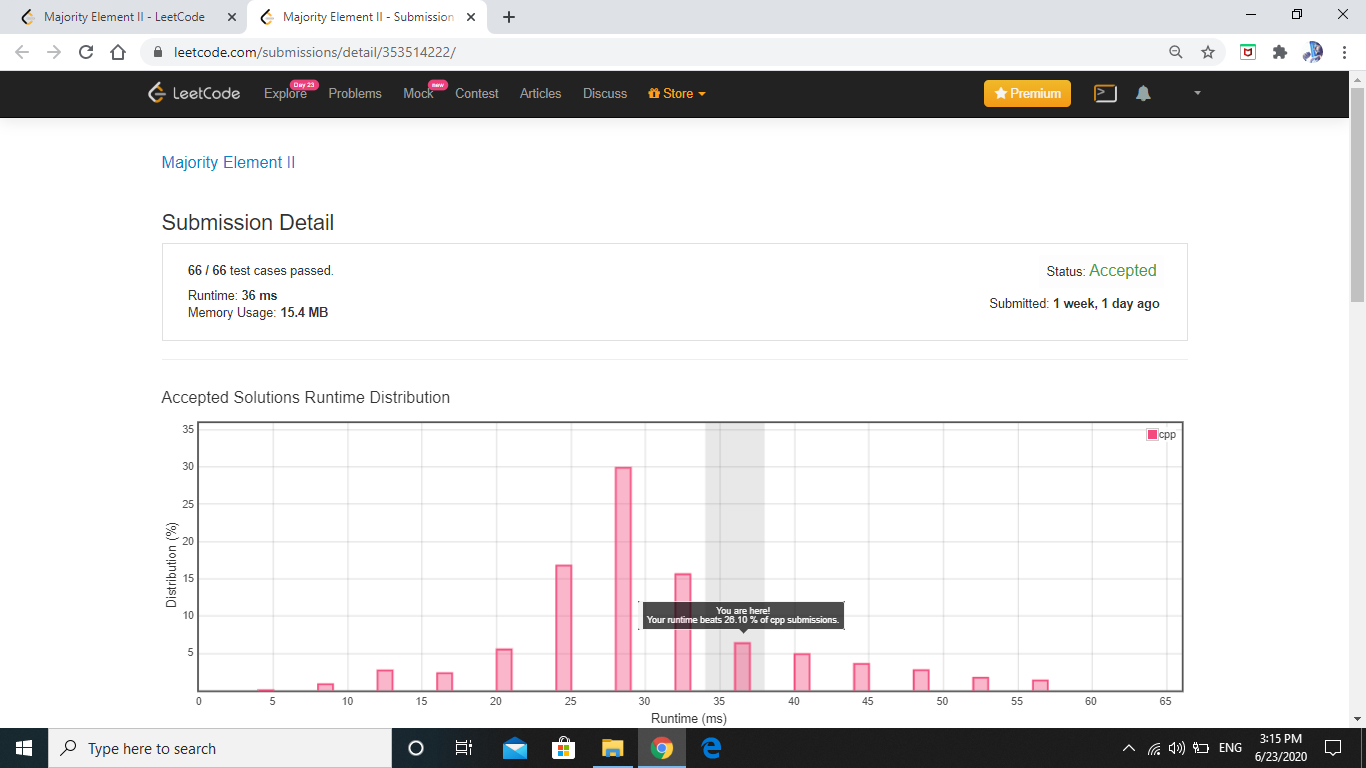 Majority Element II - LeetCode
Majority Element II - Submission
leetcode.com/submissions/detail/353514222/
LeetCode
Explore
Day 23
Problems
Mock
new
Contest
Articles
Discuss
Store
Premium
Majority Element II
Submission Detail
66 / 66 test cases passed.
Status: Accepted
Runtime: 36 ms
Submitted: 1 week, 1 day ago
Memory Usage: 15.4 MB
Accepted Solutions Runtime Distribution
cpp
35
30
25
20
15
10
5
Distribution (%)
You are here!
Your runtime beats 26.10 % of cpp submissions.
0 5 10 15 20 25 30 35 40 45 50 55 60 65
Runtime (ms)
Type here to search
ENG
3:15 PM
6/23/2020